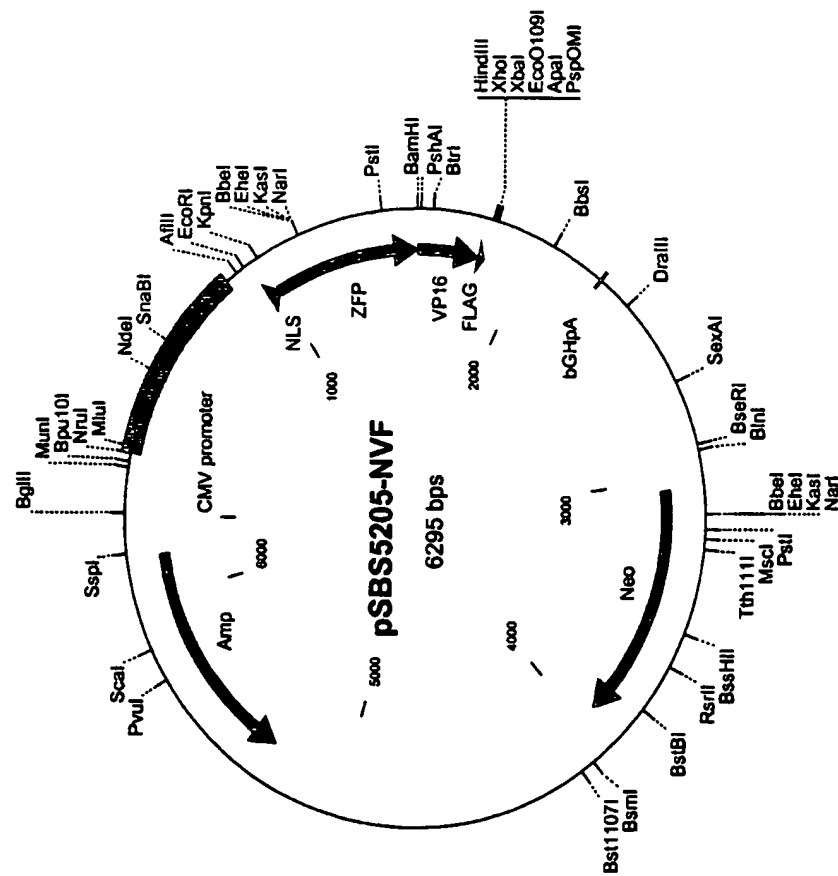 pSBS5205-NVF
6295 bps
BglII
MunI
Bpu10I
NruI
MluI
NdeI
SnaBI
AflII
EcoRI
KpnI
BbeI
EheI
KasI
NarI
PstI
BamHI
PshAI
BtrI
HindIII
XhoI
XbaI
EcoO109I
ApaI
PspOMI
BbsI
DraIII
SexAI
BseRI
BlnI
BbeI
EheI
KasI
NarI
PstI
MscI
Tth111I
BssHII
RsrII
BstBI
BsmI
Bst1107I
PvuI
ScaI
SspI
CMV promoter
NLS
ZFP
VP16
FLAG
bGHpA
Neo
Amp
1000
2000
3000
4000
5000
6000